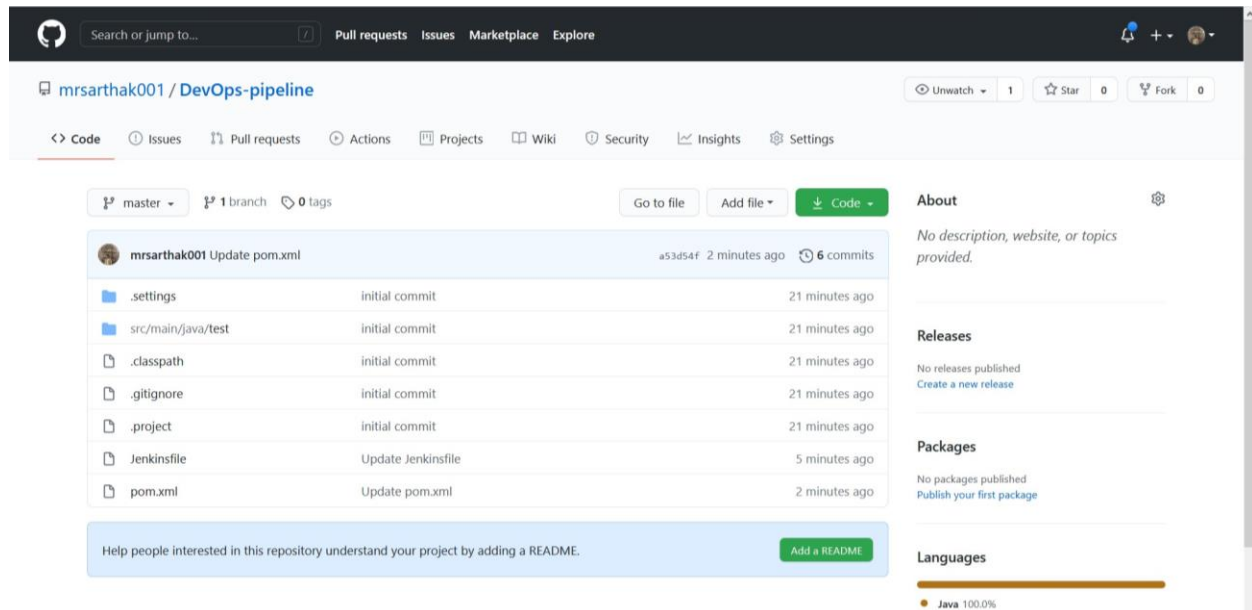 Search or jump to... / Pull requests Issues Marketplace Explore
mrsarthak001 / DevOps-pipeline
Unwatch 1 Star 0 Fork 0
Code Issues Pull requests Actions Projects Wiki Security Insights Settings
master 1 branch 0 tags
Go to file Add file Code
About
No description, website, or topics
provided.
mrsarthak001 Update pom.xml a53d54f 2 minutes ago 6 commits
.settings initial commit 21 minutes ago
src/main/java/test initial commit 21 minutes ago
.classpath initial commit 21 minutes ago
.gitignore initial commit 21 minutes ago
.project initial commit 21 minutes ago
Jenkinsfile Update Jenkinsfile 5 minutes ago
pom.xml Update pom.xml 2 minutes ago
Help people interested in this repository understand your project by adding a README. Add a README
Releases
No releases published
Create a new release
Packages
No packages published
Publish your first package
Languages
Java 100.0%